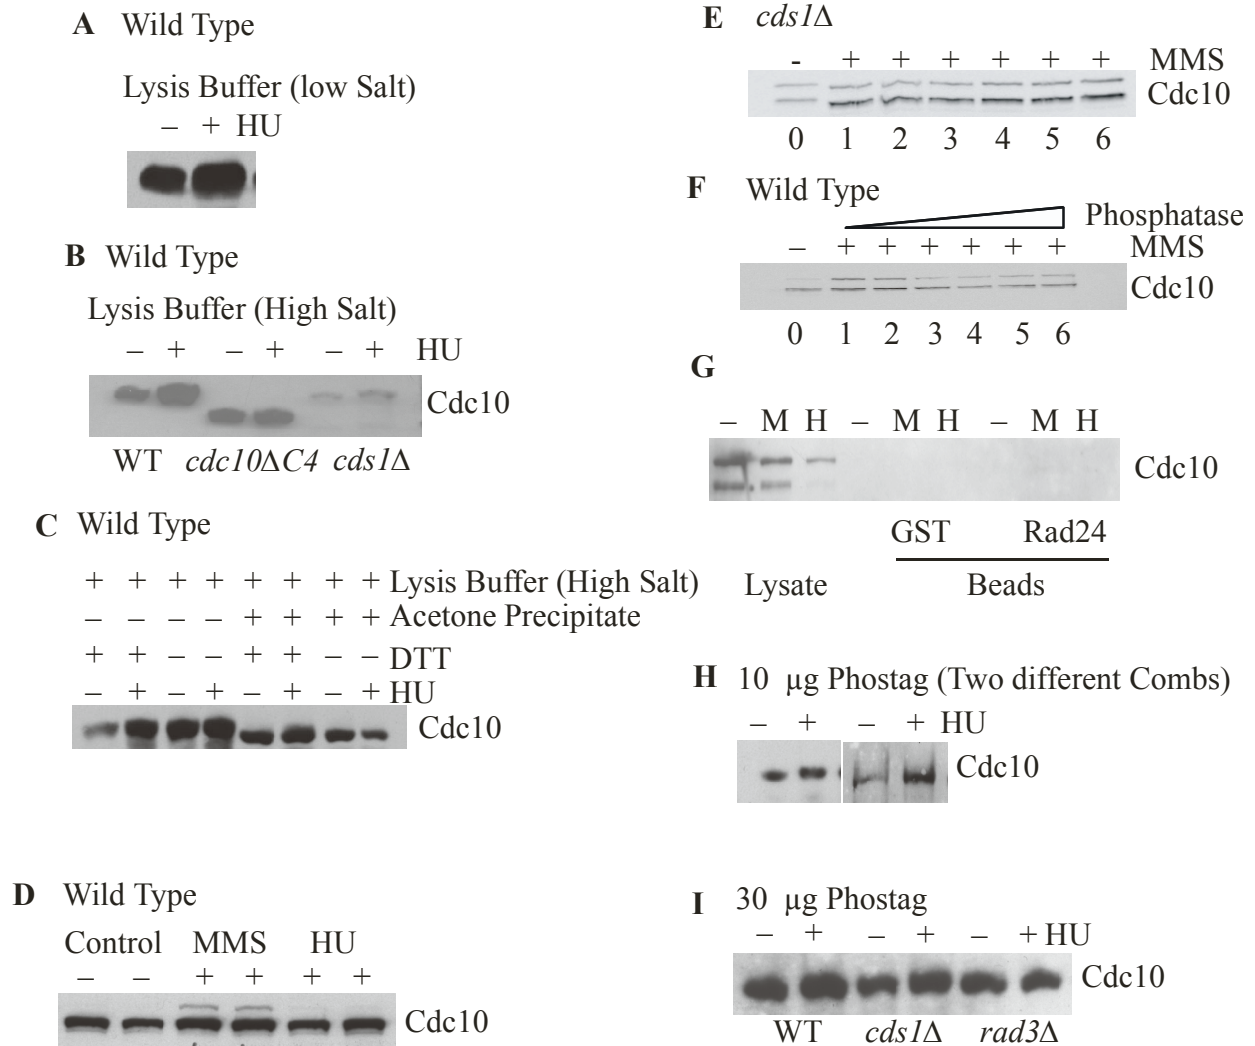 A Wild Type
Lysis Buffer (low Salt)
– + HU
B Wild Type
Lysis Buffer (High Salt)
– + – + – + HU
Cdc10
WT cdc10ΔC4 cds1Δ
C Wild Type
+ + + + + + + + Lysis Buffer (High Salt)
– – – – + + + + Acetone Precipitate
+ + – – + + – – DTT
– + – + – + – + HU
Cdc10
D Wild Type
Control MMS HU
– – + + + +
Cdc10
E cds1Δ
- + + + + + + MMS
Cdc10
0 1 2 3 4 5 6
F Wild Type
Phosphatase
– + + + + + + MMS
Cdc10
0 1 2 3 4 5 6
G
– M H – M H – M H
Cdc10
GST Rad24
Lysate Beads
H 10 µg Phostag (Two different Combs)
– + – + HU
Cdc10
I 30 µg Phostag
– + – + – + HU
Cdc10
WT cds1Δ rad3Δ